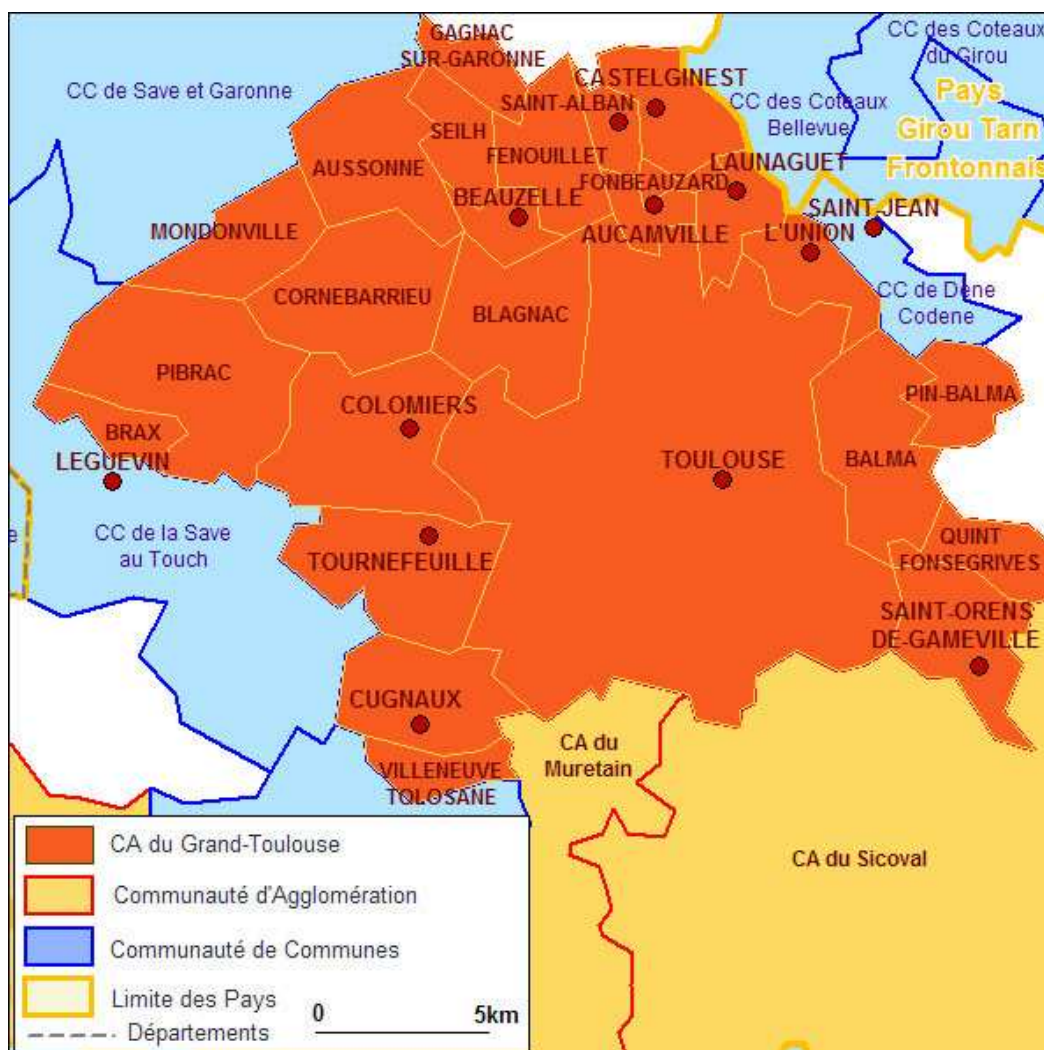 GAGNAC
SUR-GARONNE
CC des Coteaux
du Girou
CC de Save et Garonne
CASTELGINEST
SAINT-ALBAN
CC des Coteaux
Bellevue
Pays
Girou Tarn
Frontonnais
SEILH
FENOUILLET
AUSSONNE
LAUNAGUET
FONBEAUZARD
BEAUZELLE
SAINT-JEAN
MONDONVILLE
AUCAMVILLE
L'UNION
CORNEBARRIEU
CC de Dene
Codene
BLAGNAC
PIBRAC
PIN-BALMA
COLOMIERS
BRAX
LEGUEVIN
TOULOUSE
BALMA
e
CC de la Save
au Touch
TOURNEFEUILLE
QUINT
FONSEGRIVES
SAINT-ORENS
DE-GAMEVILLE
CUGNAUX
CA du
Muretain
VILLENEUVE
TOLOSANE
CA du Sicoval
CA du Grand-Toulouse
Communauté d'Agglomération
Communauté de Communes
Limite des Pays
Départements
0 5km